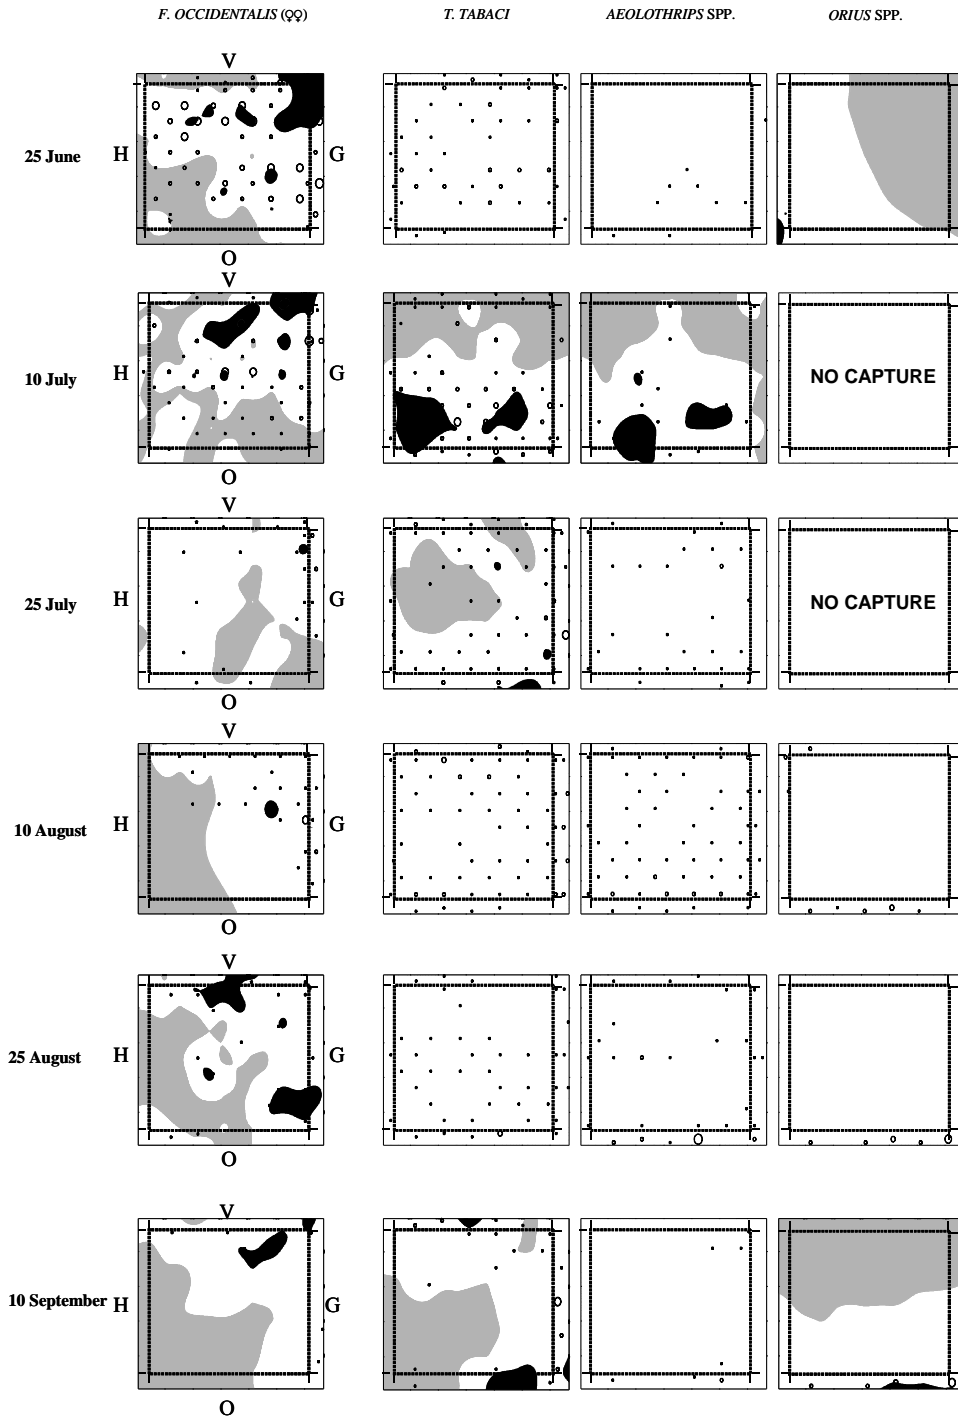 F. OCCIDENTALIS (♀♀) T. TABACI AEOLOTHRIPS SPP. ORIUS SPP.
V
25 June H G
O
V
10 July H G NO CAPTURE
O
V
25 July H G NO CAPTURE
O
V
10 August H G
O
V
25 August H G
O
V
10 September H G
O